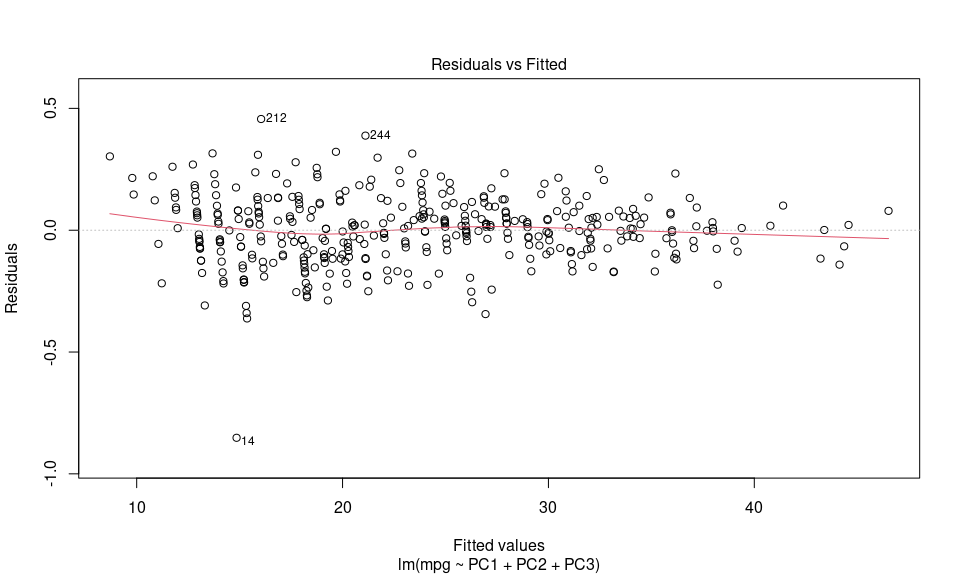 Residuals vs Fitted
0.5
0.0
-0.5
-1.0
Residuals
212
244
14
10 20 30 40
Fitted values
lm(mpg ~ PC1 + PC2 + PC3)